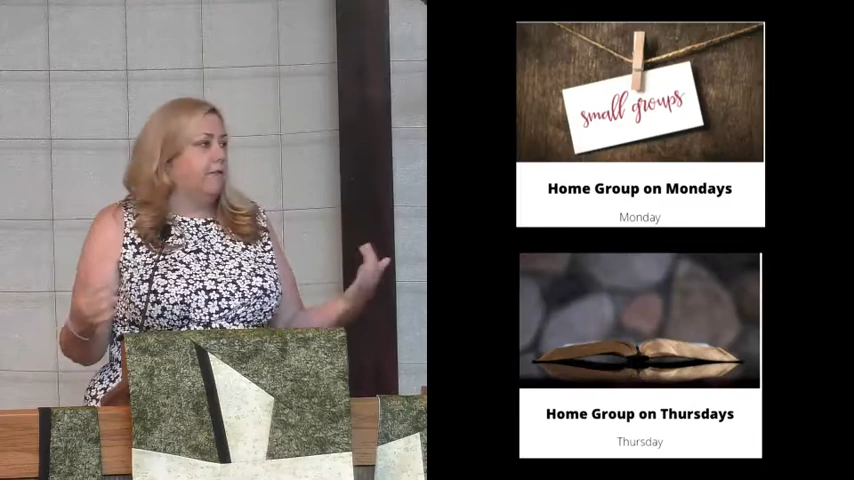 small groups
Home Group on Mondays
Monday
Home Group on Thursdays
Thursday